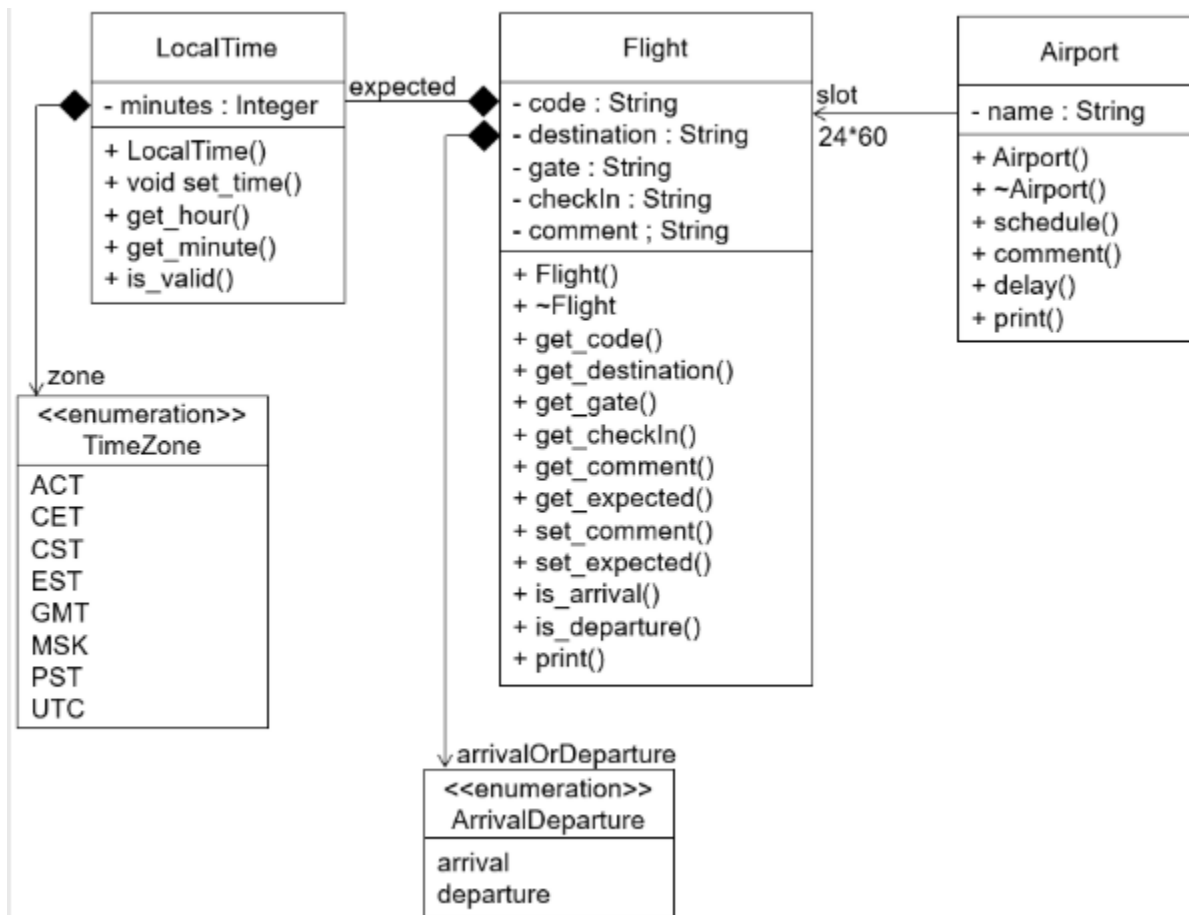 LocalTime
- minutes : Integer
+ LocalTime()
+ void set_time()
+ get_hour()
+ get_minute()
+ is_valid()
expected
Flight
- code : String
- destination : String
- gate : String
- checkIn : String
- comment ; String
+ Flight()
+ ~Flight
+ get_code()
+ get_destination()
+ get_gate()
+ get_checkIn()
+ get_comment()
+ get_expected()
+ set_comment()
+ set_expected()
+ is_arrival()
+ is_departure()
+ print()
slot
24*60
Airport
- name : String
+ Airport()
+ ~Airport()
+ schedule()
+ comment()
+ delay()
+ print()
zone
<<enumeration>>
TimeZone
ACT
CET
CST
EST
GMT
MSK
PST
UTC
arrivalOrDeparture
<<enumeration>>
ArrivalDeparture
arrival
departure